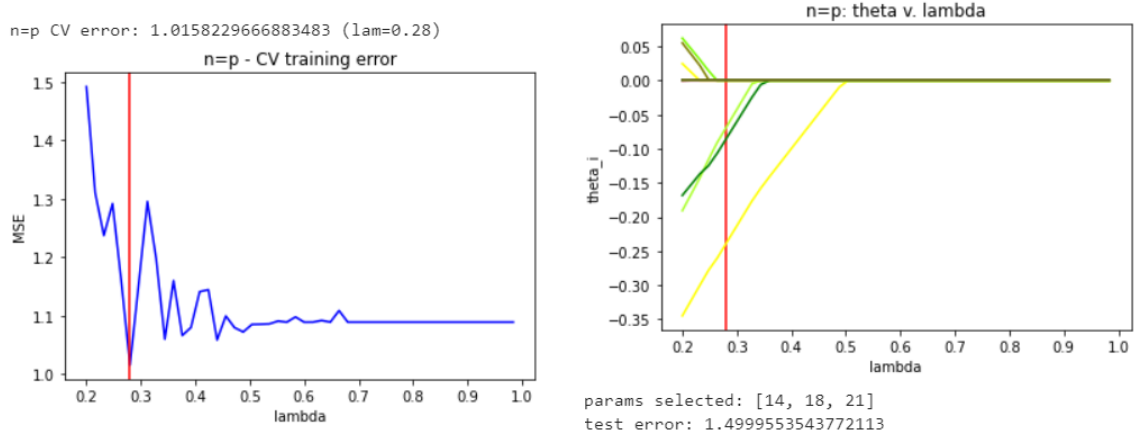 n=p CV error: 1.0158229666883483 (lam=0.28)
n=p - CV training error
1.5
1.4
1.3
1.2
1.1
1.0
MSE
0.2 0.3 0.4 0.5 0.6 0.7 0.8 0.9 1.0
lambda
n=p: theta v. lambda
0.05
0.00
−0.05
−0.10
−0.15
−0.20
−0.25
−0.30
−0.35
theta_i
0.2 0.3 0.4 0.5 0.6 0.7 0.8 0.9 1.0
lambda
params selected: [14, 18, 21]
test error: 1.4999553543772113